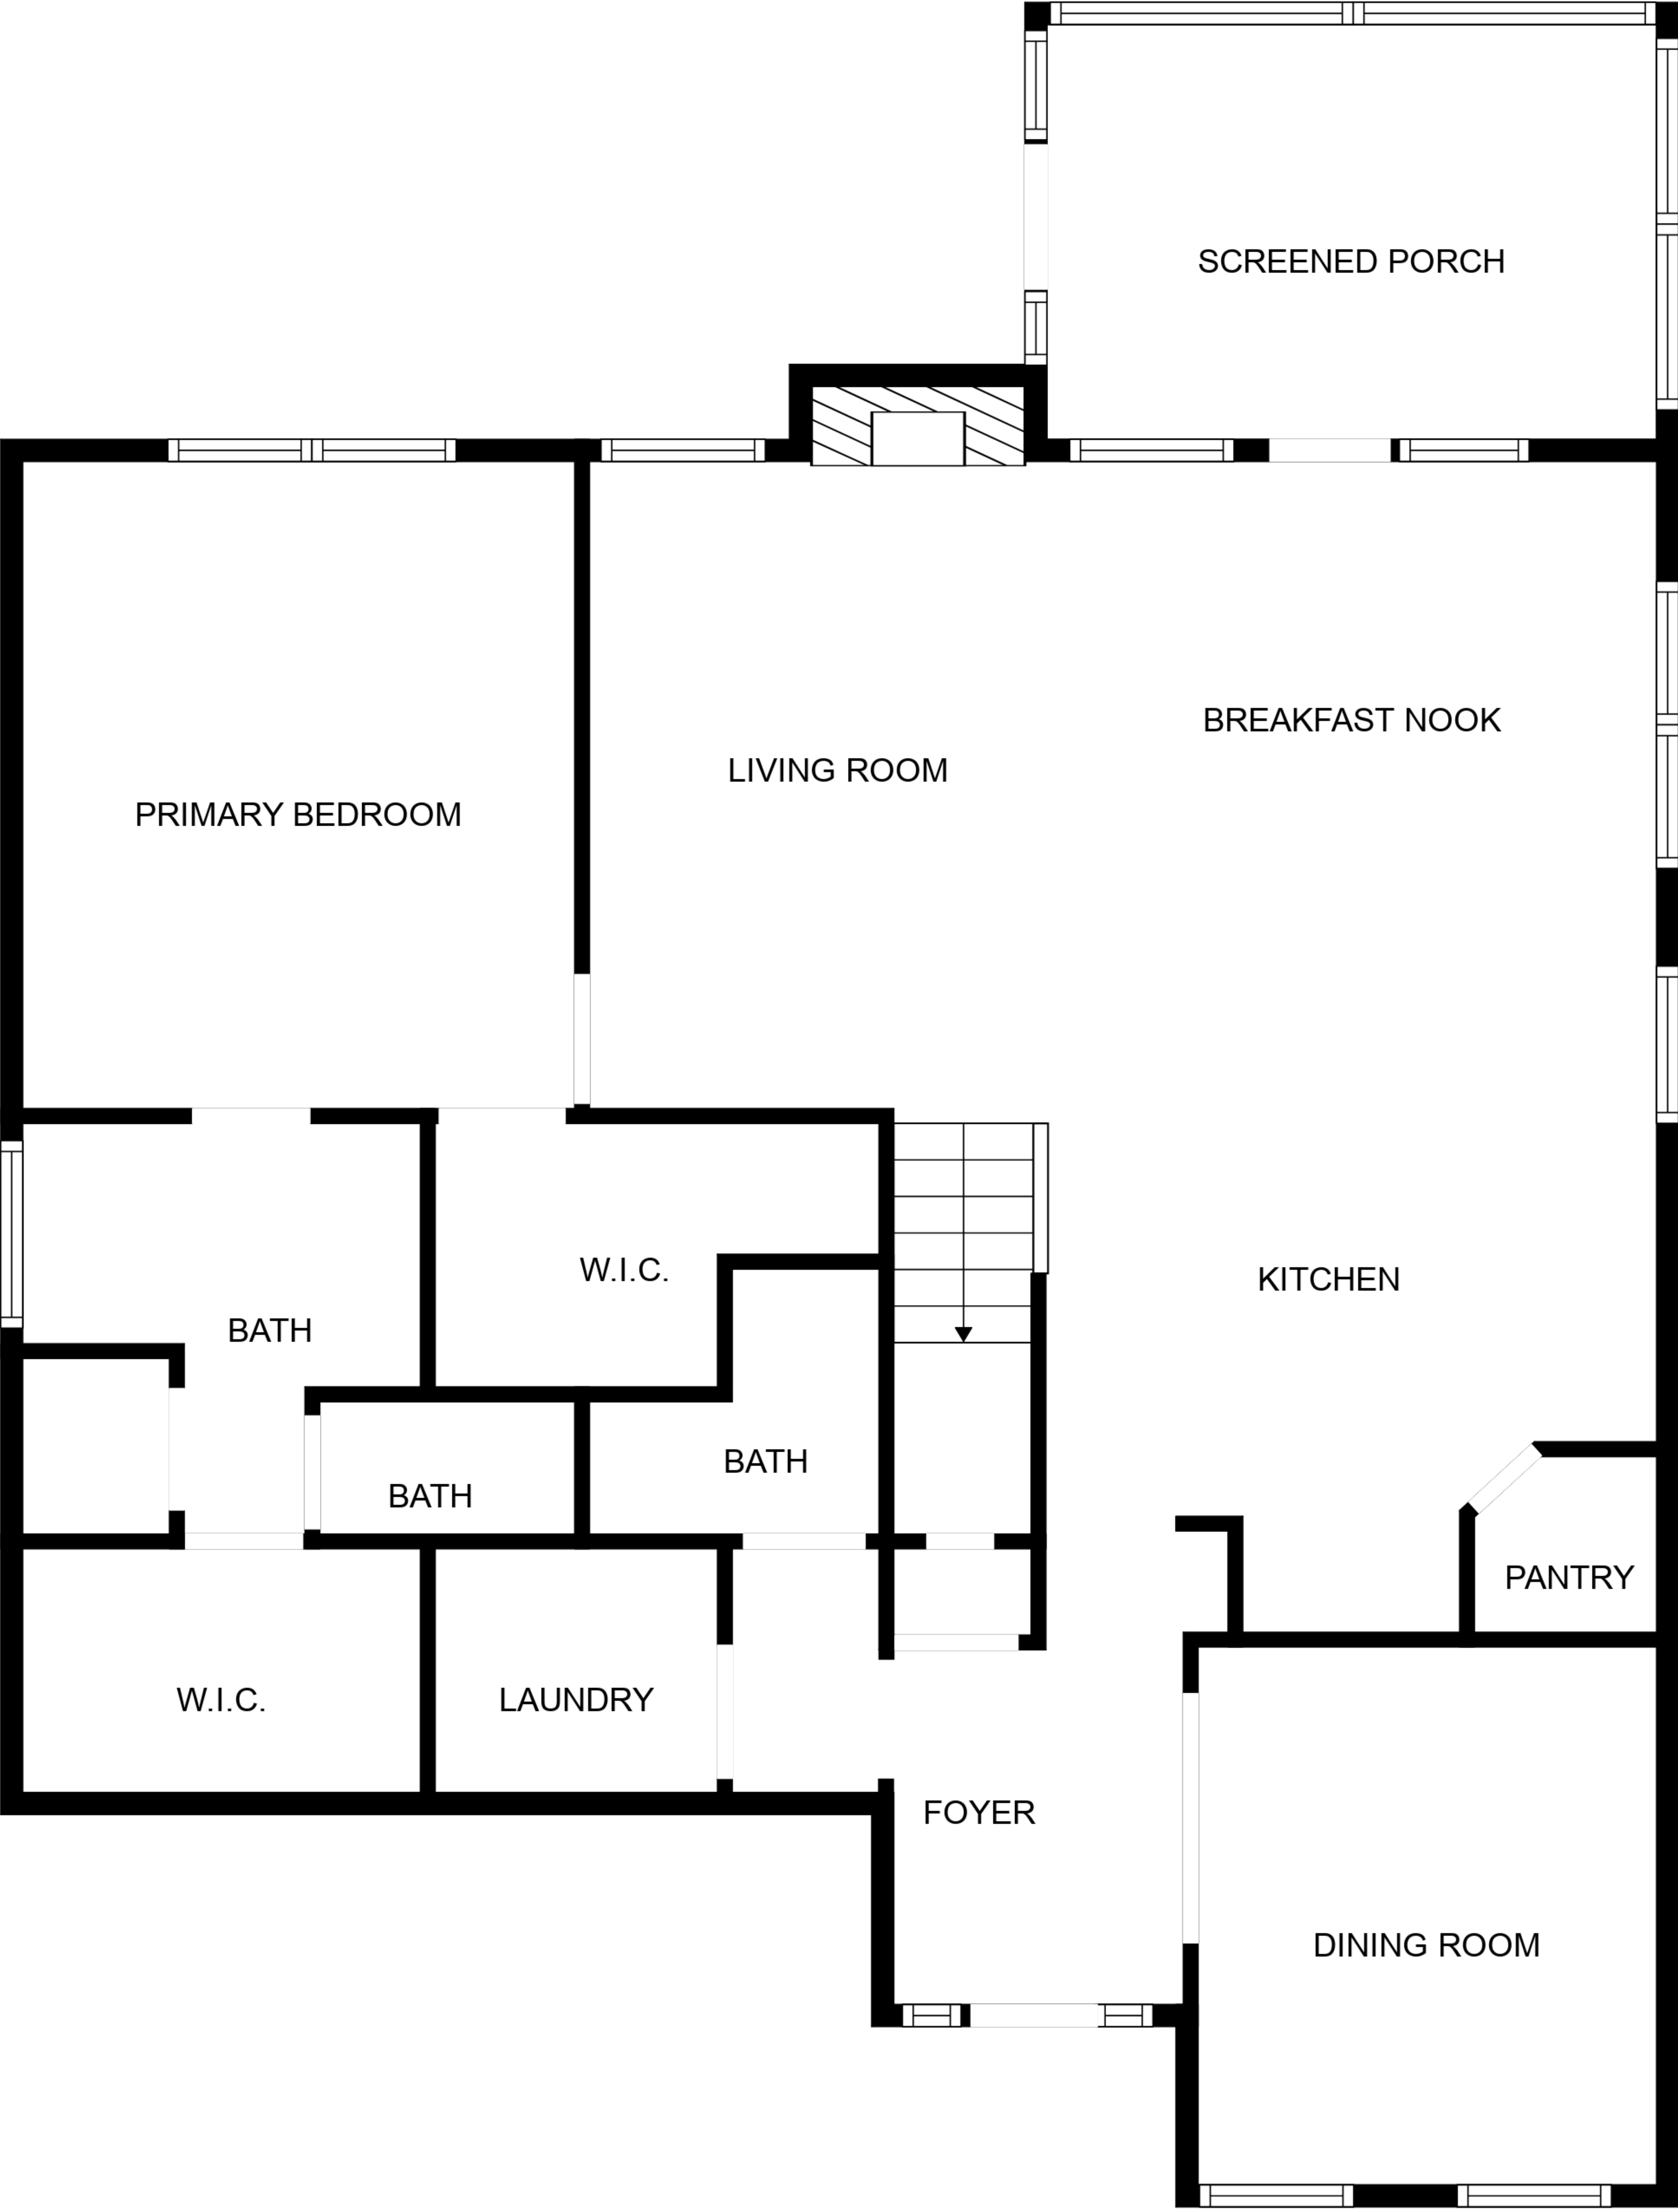 SCREENED PORCH
BREAKFAST NOOK
LIVING ROOM
PRIMARY BEDROOM
W.I.C.
KITCHEN
BATH
BATH
BATH
PANTRY
W.I.C.
LAUNDRY
FOYER
DINING ROOM